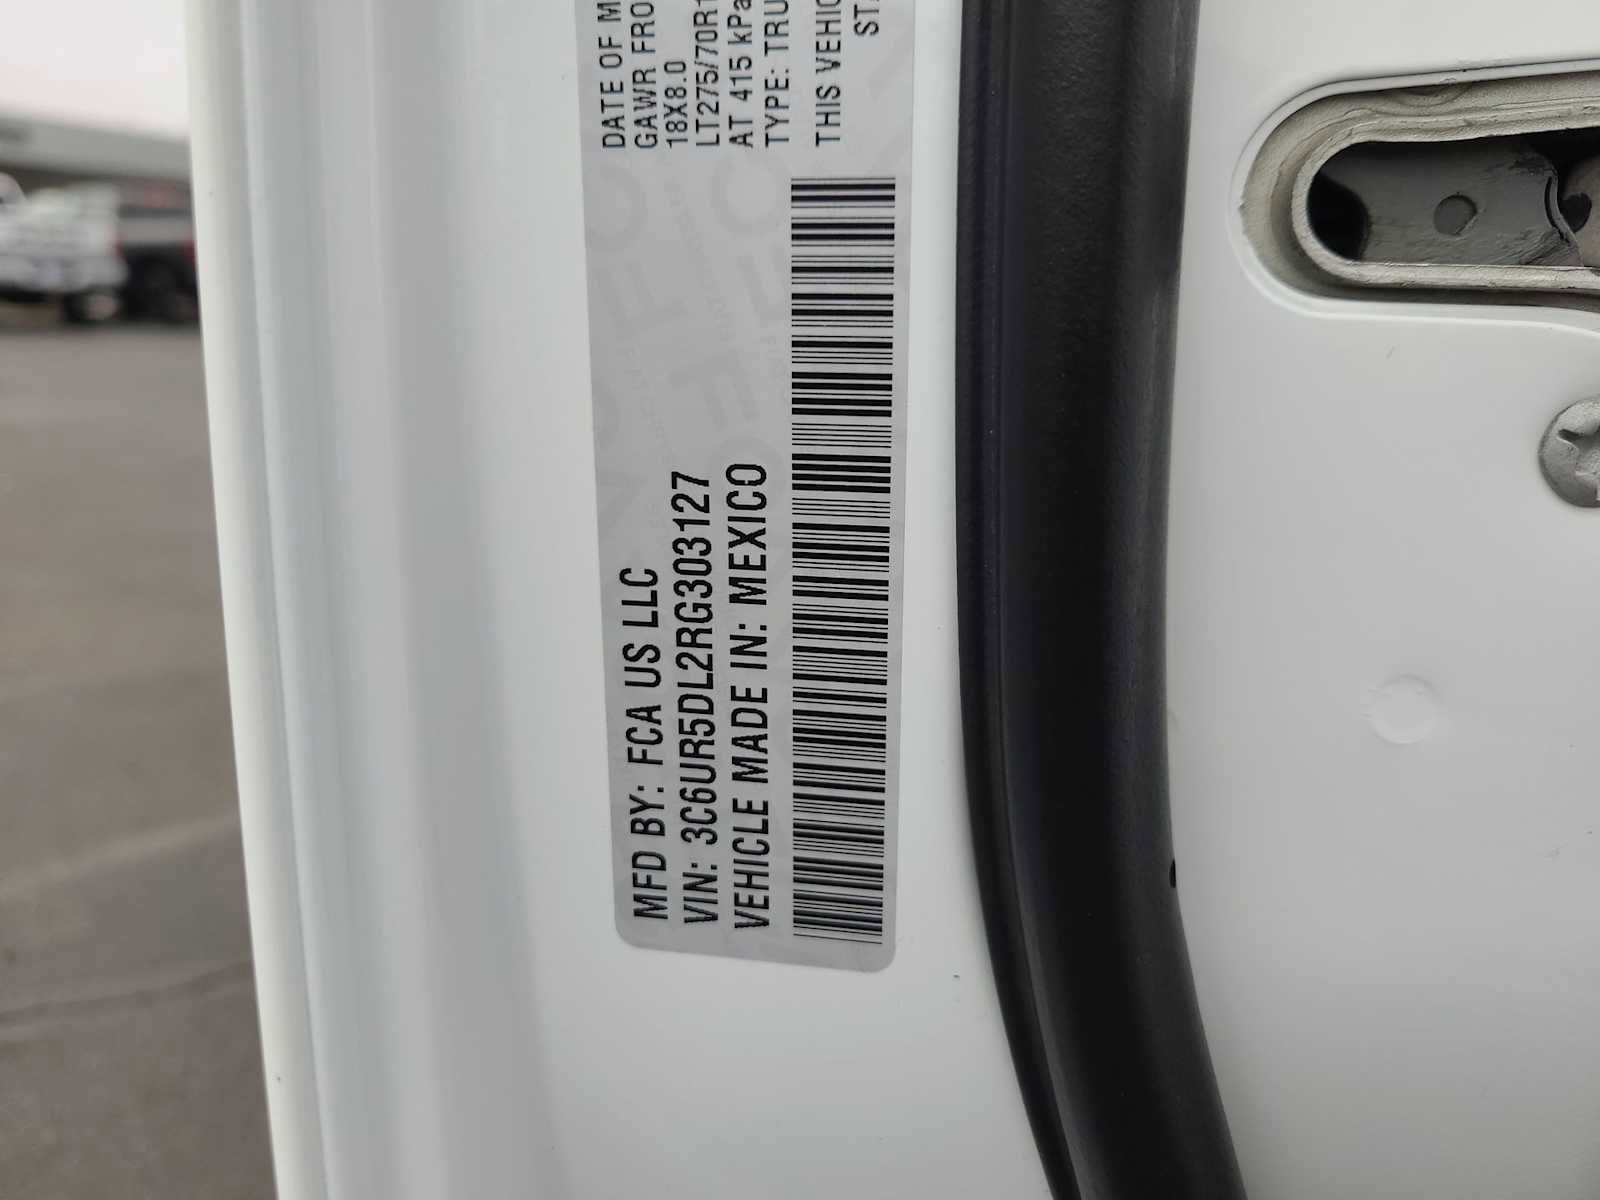 MFD BY: FCA US LLC
VIN: 3C6UR5DL2RG303127
VEHICLE MADE IN: MEXICO
DATE OF M
GAWR FRO
18X8.0
LT275/70R1
AT 415 kPa
TYPE: TRU
THIS VEHIC
STA